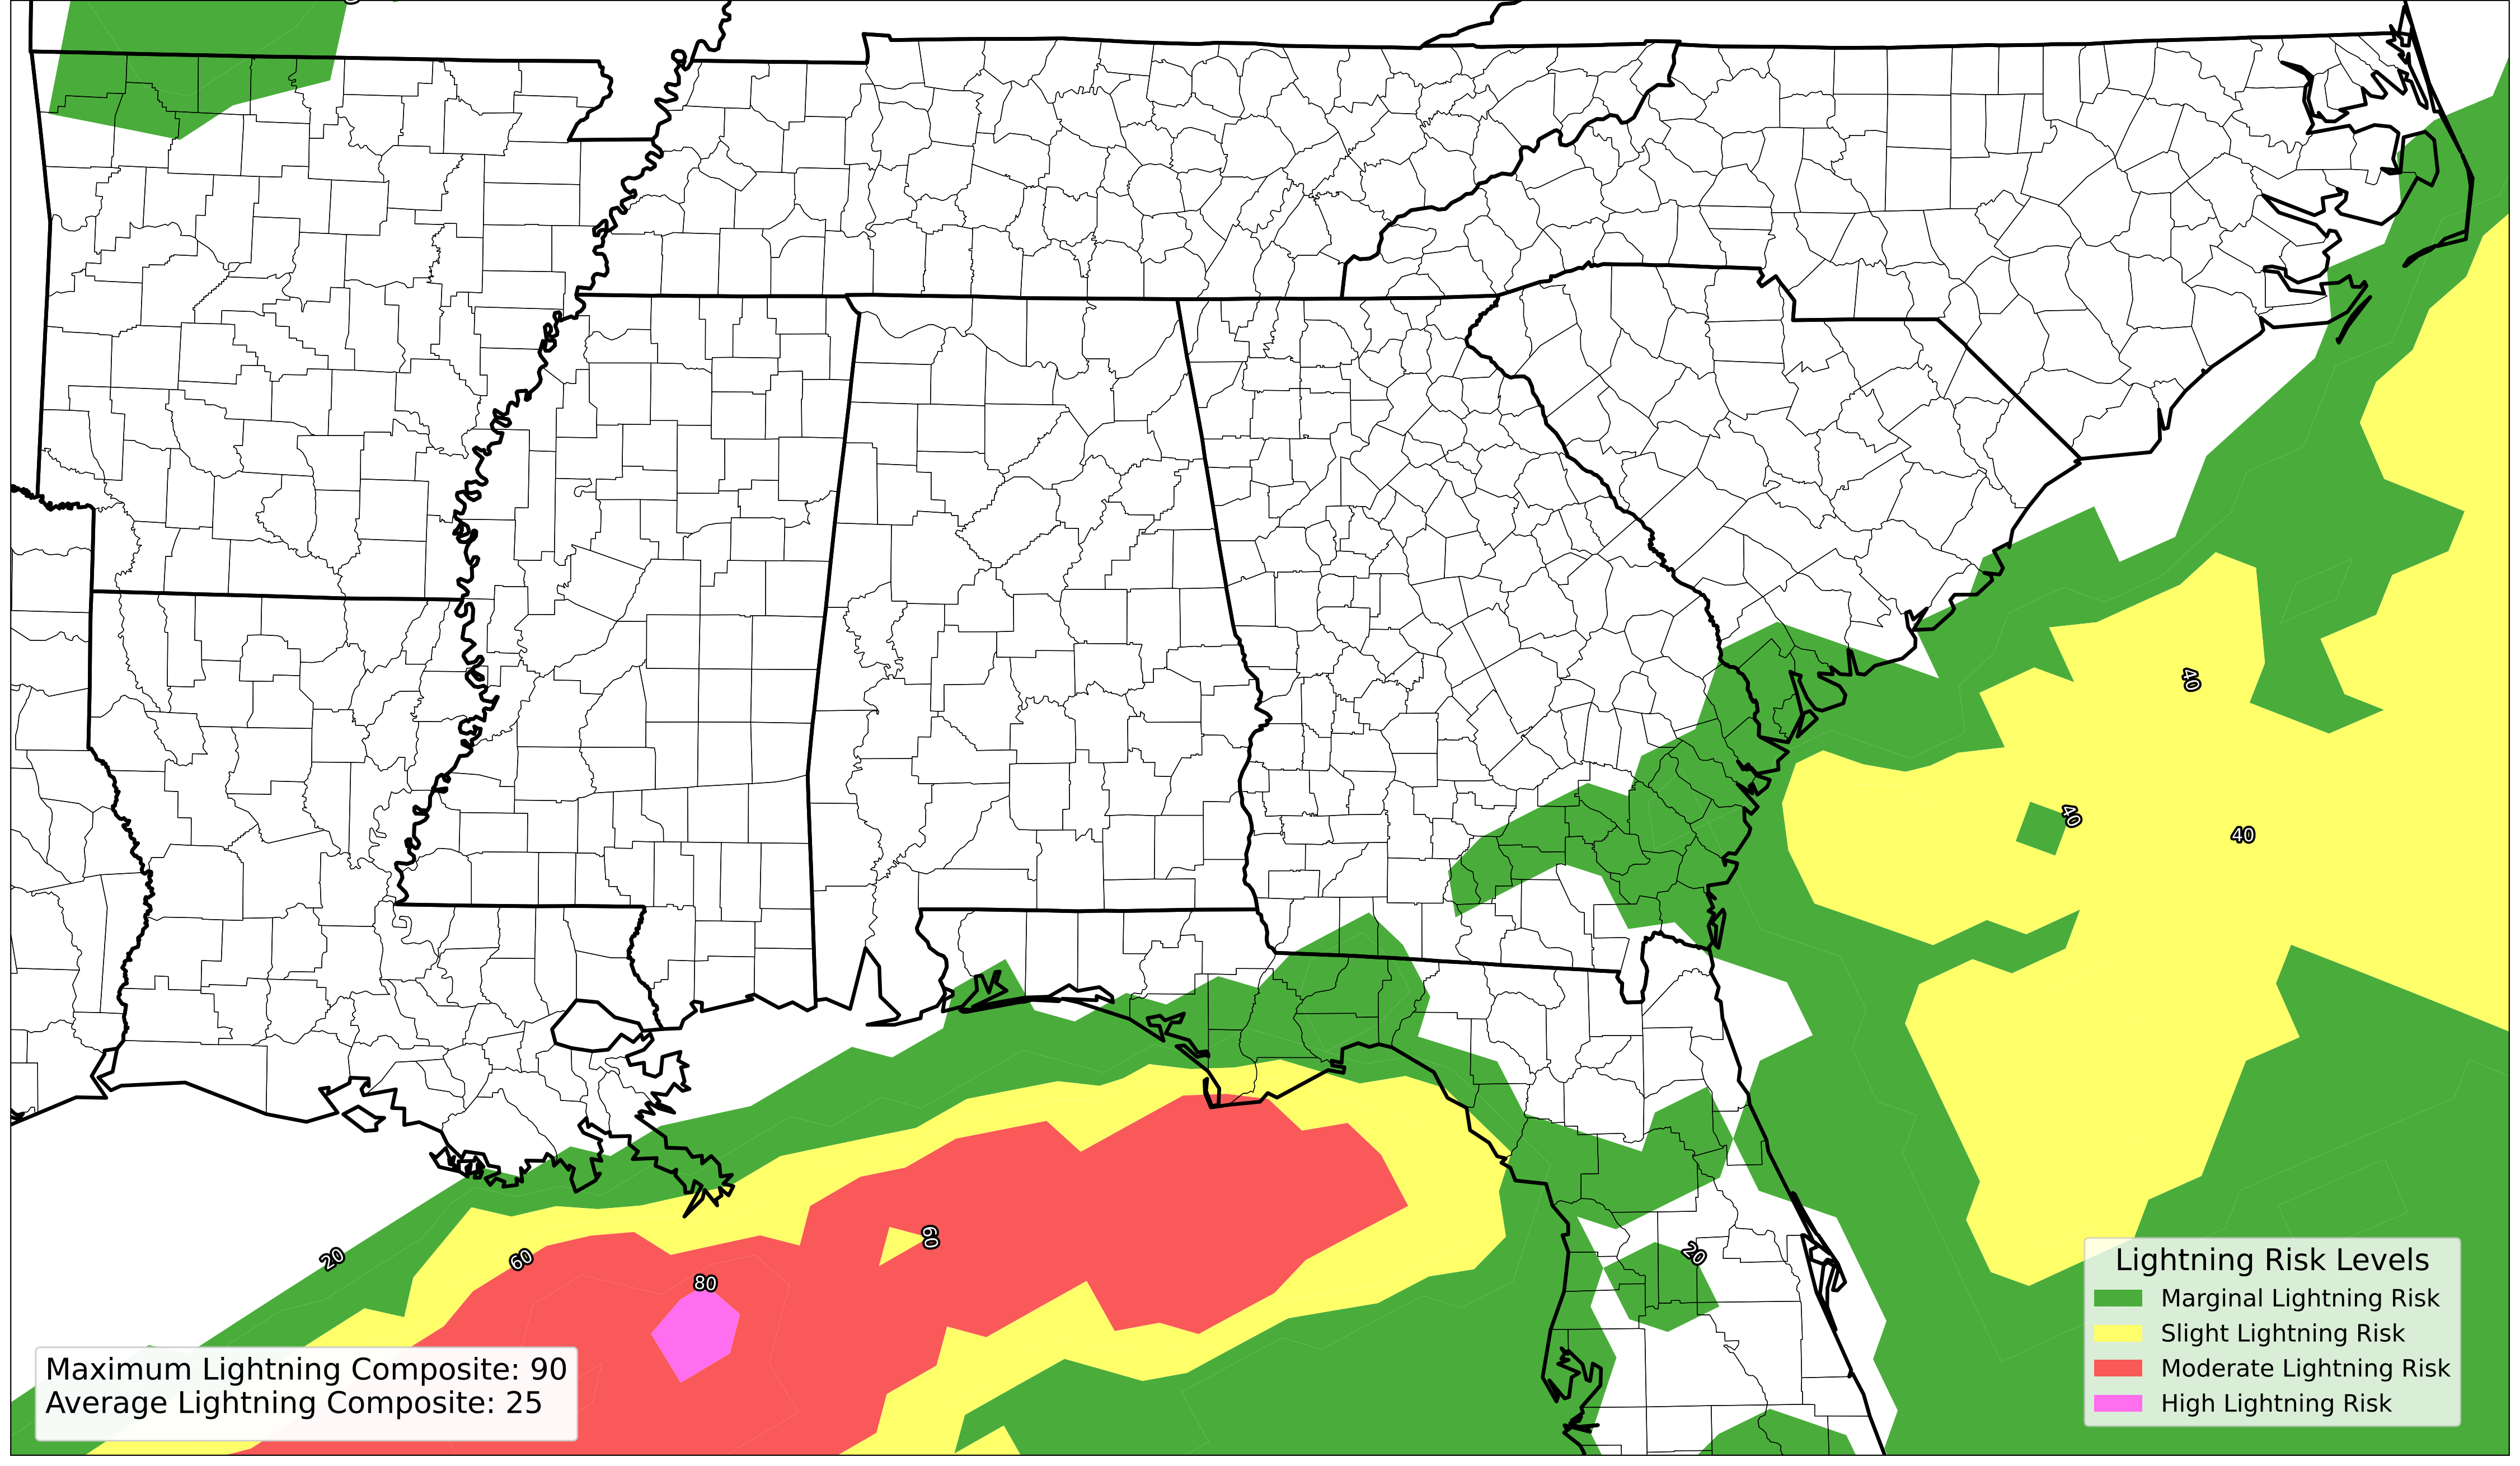 40
40
40
20
60
60
80
20
Maximum Lightning Composite: 90
Average Lightning Composite: 25
Lightning Risk Levels
Marginal Lightning Risk
Slight Lightning Risk
Moderate Lightning Risk
High Lightning Risk